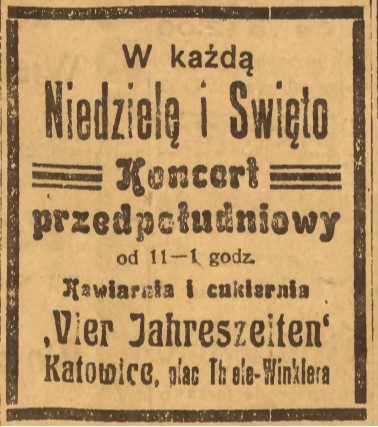 W każdą
Niedzielę i Swięto
Koncert
przedpołudniowy
od 11—1 godz.
Kawiarnia i cukiernia
‚Vier Jahreszeiten‘
Katowice, plac Thiele-Winklera